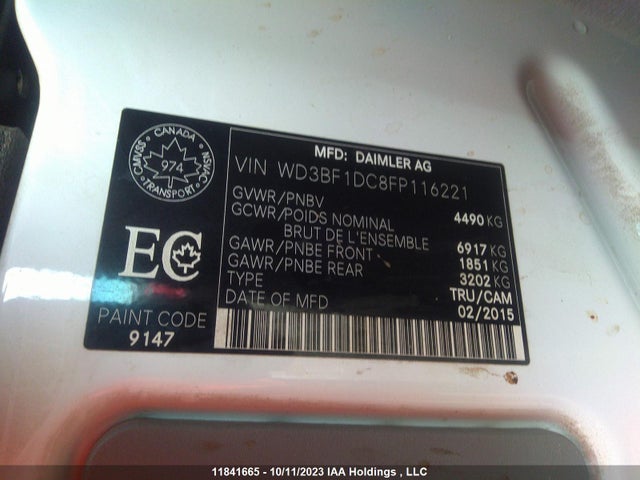 CANADA
CMVSS 974 NSVAC
TRANSPORT
MFD: DAIMLER AG
VIN WD3BF1DC8FP116221
GVWR/PNBV 4490 KG
GCWR/POIDS NOMINAL
BRUT DE L'ENSEMBLE 6917 KG
GAWR/PNBE FRONT 1851 KG
GAWR/PNBE REAR 3202 KG
TYPE TRU/CAM
DATE OF MFD 02/2015
EC
PAINT CODE
9147
11841665 - 10/11/2023 IAA Holdings , LLC